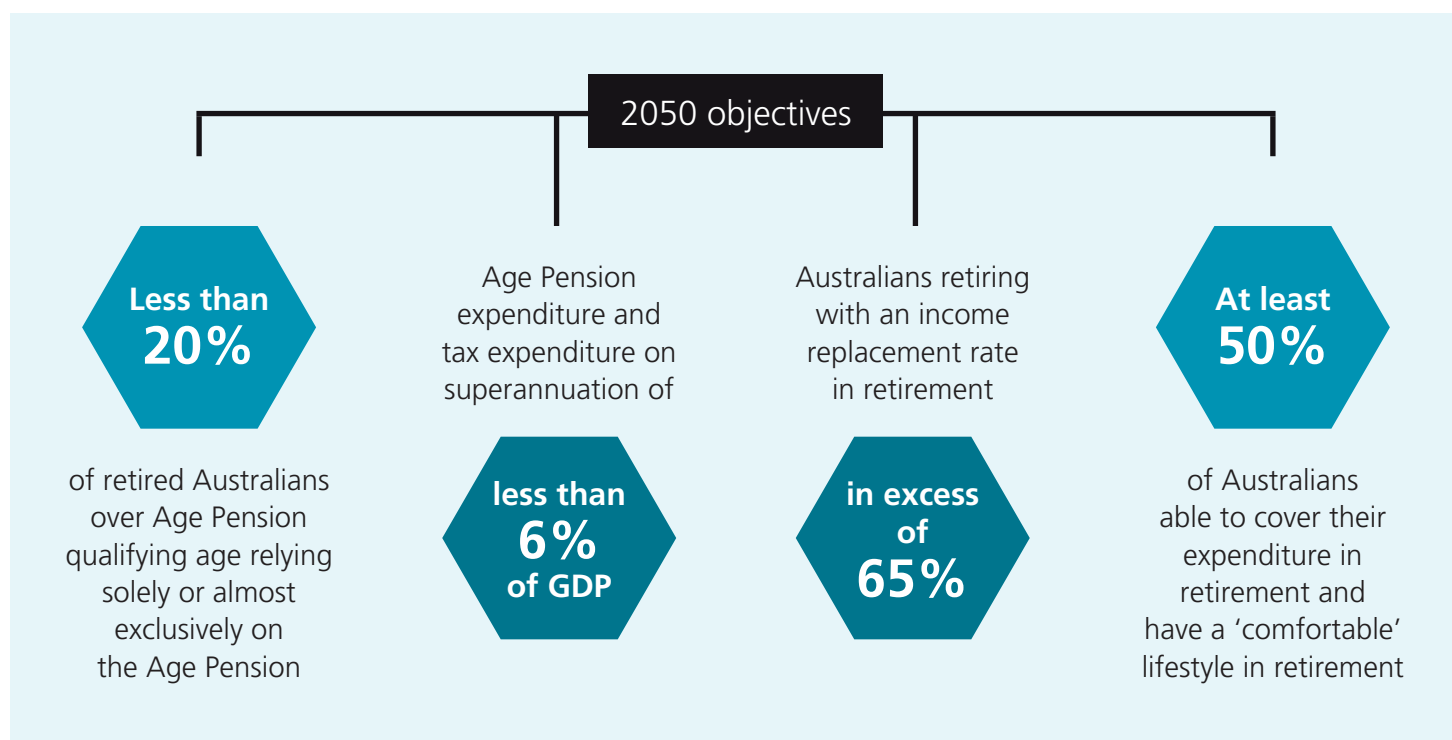 2050 objectives
Less than
20%
of retired Australians
over Age Pension
qualifying age relying
solely or almost
exclusively on
the Age Pension
Age Pension
expenditure and
tax expenditure on
superannuation of
less than
6%
of GDP
Australians retiring
with an income
replacement rate
in retirement
in excess
of
65%
At least
50%
of Australians
able to cover their
expenditure in
retirement and
have a ‘comfortable’
lifestyle in retirement